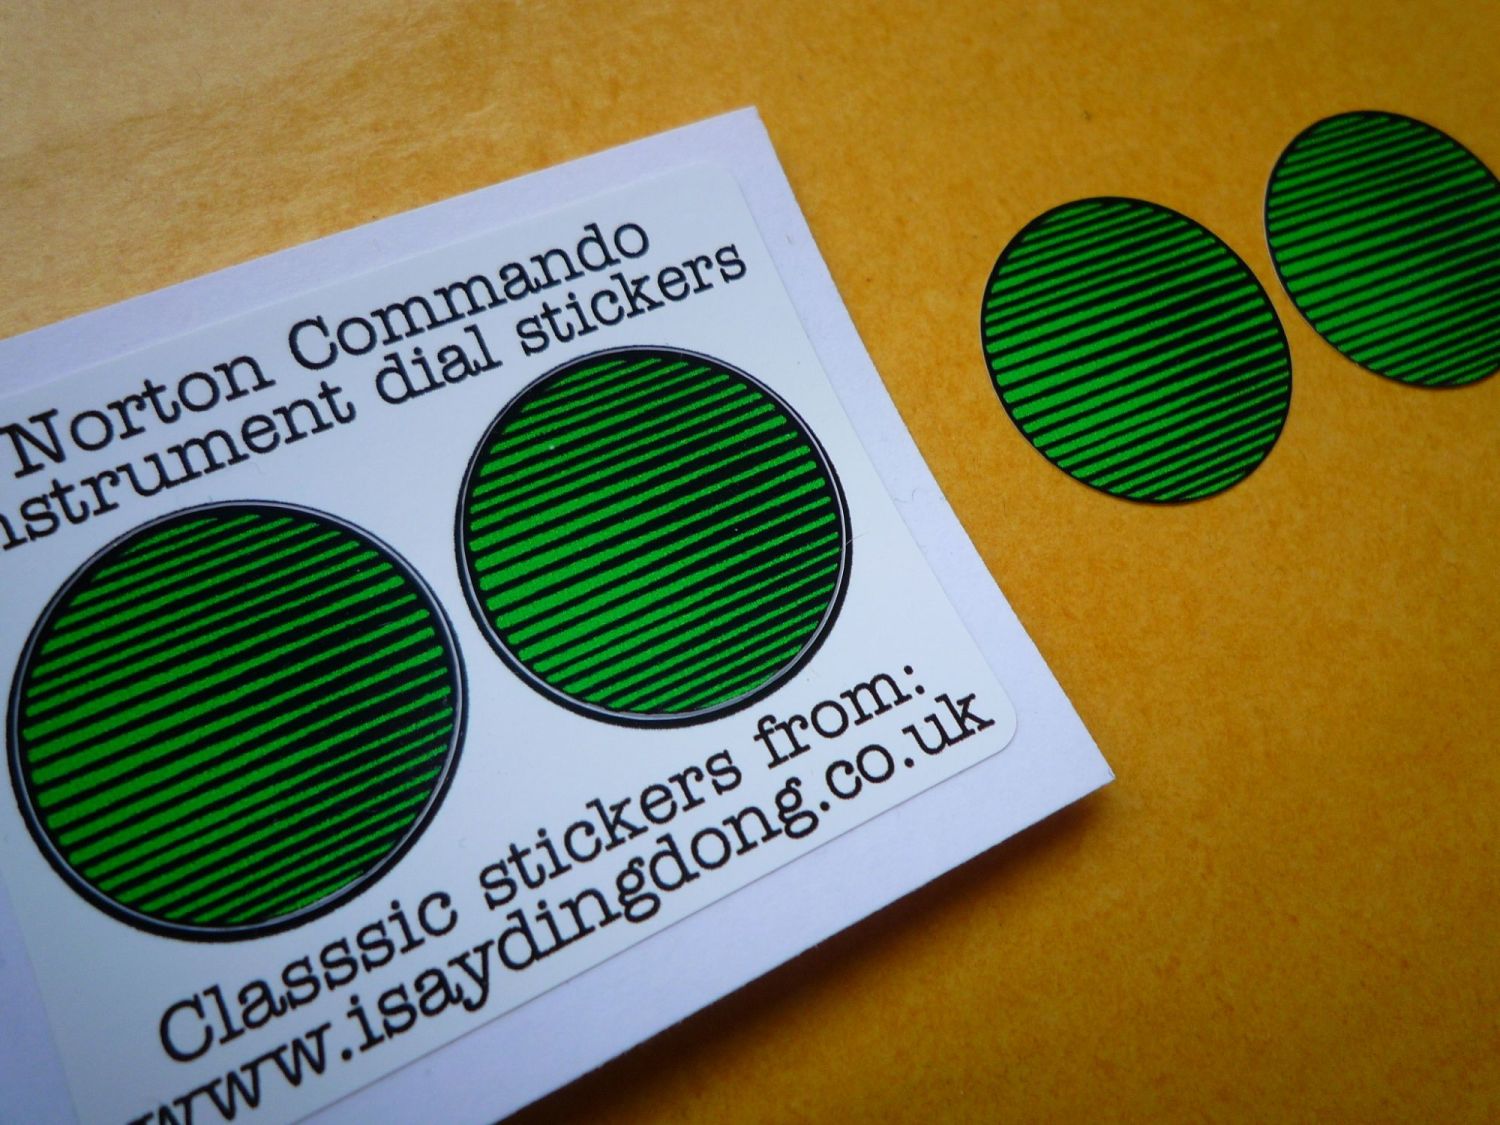 Norton Commando
nstrument dial stickers
Classsic stickers from:
www.isaydingdong.co.uk